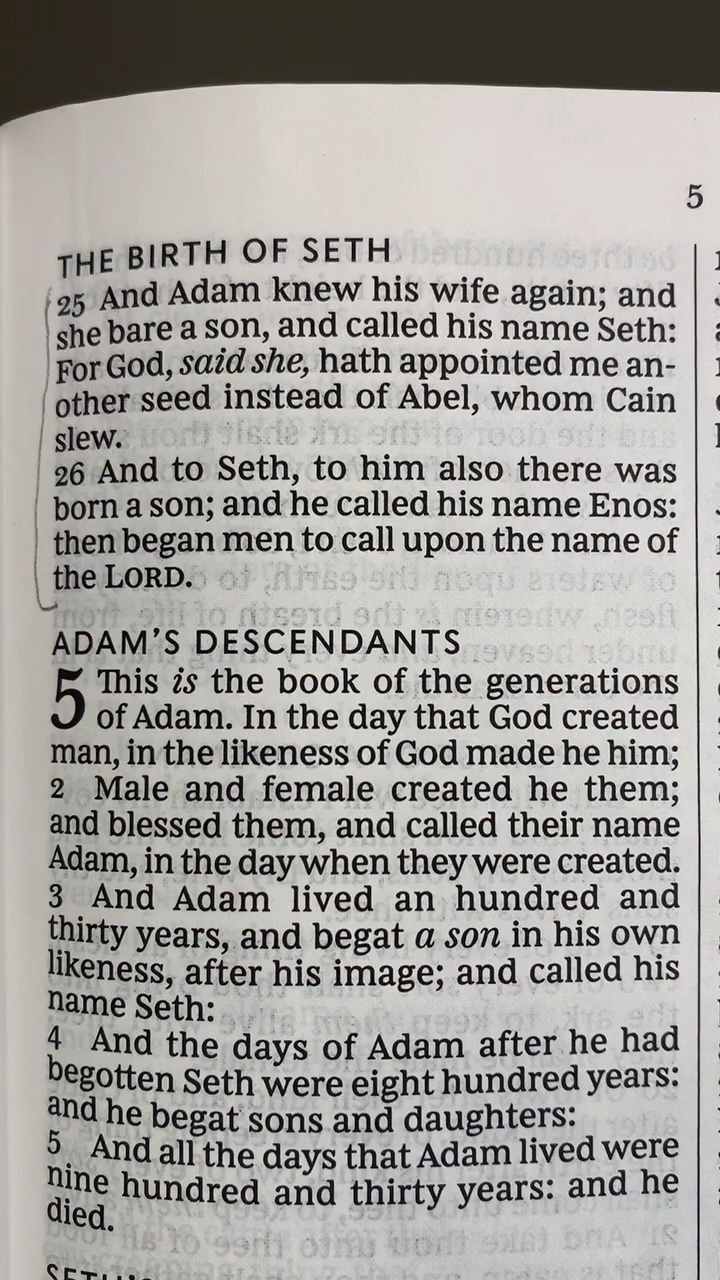 5
THE BIRTH OF SETH
25 And Adam knew his wife again; and
she bare a son, and called his name Seth:
For God, said she, hath appointed me an-
other seed instead of Abel, whom Cain
slew.
26 And to Seth, to him also there was
born a son; and he called his name Enos:
then began men to call upon the name of
the LORD.
ADAM'S DESCENDANTS
5 This is the book of the generations
of Adam. In the day that God created
man, in the likeness of God made he him;
2 Male and female created he them;
and blessed them, and called their name
Adam, in the day when they were created.
3 And Adam lived an hundred and
thirty years, and begat a son in his own
likeness, after his image; and called his
name Seth:
4 And the days of Adam after he had
begotten Seth were eight hundred years:
and he begat sons and daughters:
5 And all the days that Adam lived were
nine hundred and thirty years: and he
died.